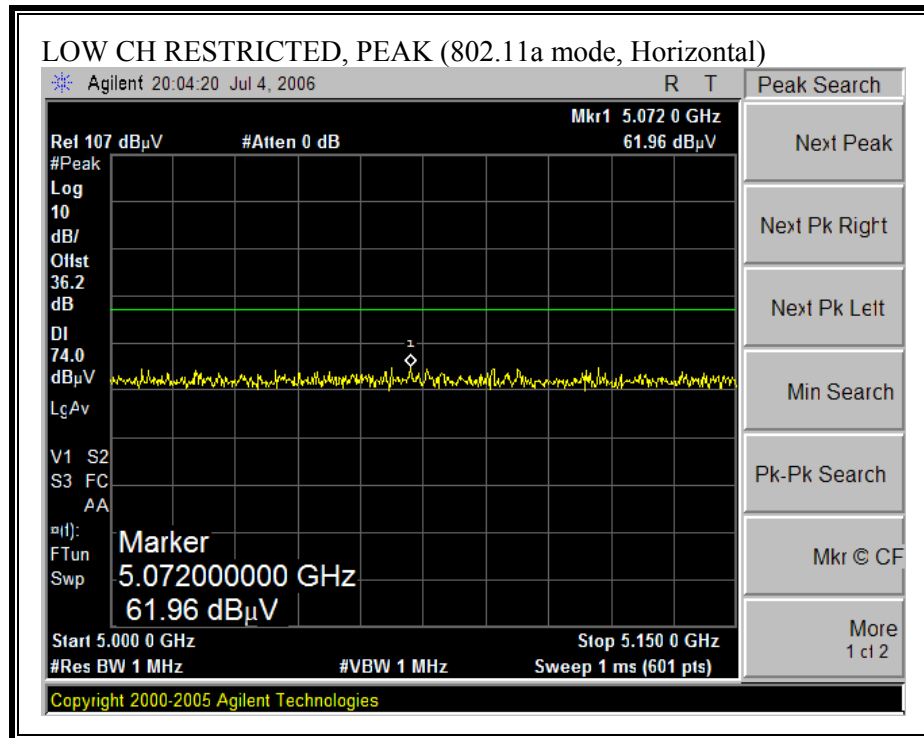 LOW CH RESTRICTED, PEAK (802.11a mode, Horizontal)
Agilent 20:04:20 Jul 4, 2006 R T
Peak Search
Mkr1 5.072 0 GHz
Ref 107 dBµV #Atten 0 dB 61.96 dBµV
#Peak
Log
10
dB/
Offst
36.2
dB
DI
74.0
dBµV
LgAv
V1 S2
S3 FC
AA
¤(f):
FTun
Swp
1
Marker
5.072000000 GHz
61.96 dBµV
Start 5.000 0 GHz Stop 5.150 0 GHz
#Res BW 1 MHz #VBW 1 MHz Sweep 1 ms (601 pts)
Copyright 2000-2005 Agilent Technologies
Next Peak
Next Pk Right
Next Pk Left
Min Search
Pk-Pk Search
Mkr © CF
More
1 of 2